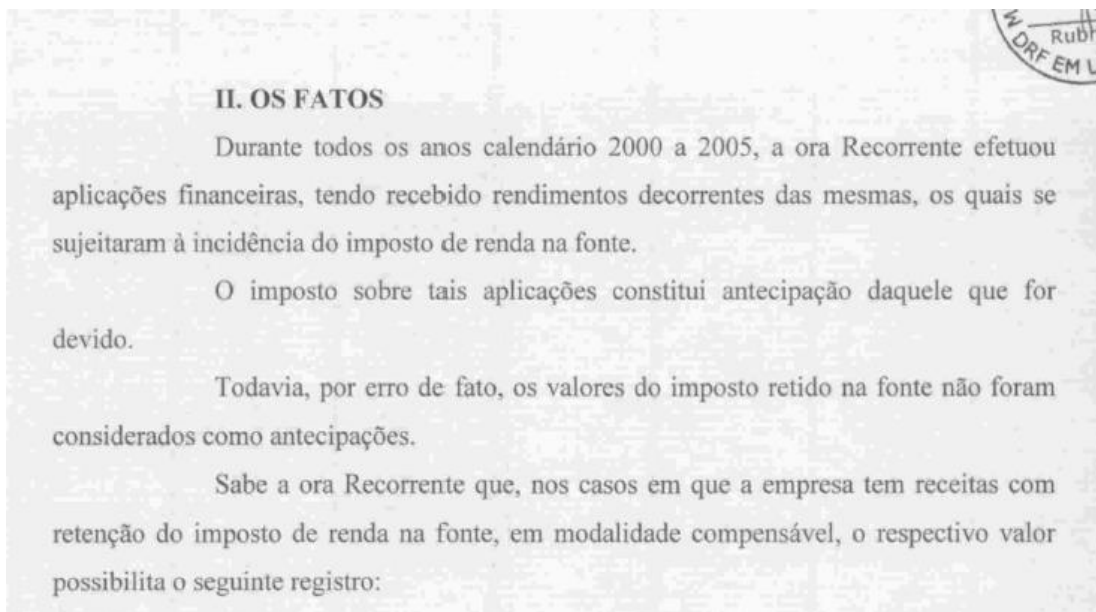 Rubr
DRF EM U
II. OS FATOS
Durante todos os anos calendário 2000 a 2005, a ora Recorrente efetuou
aplicações financeiras, tendo recebido rendimentos decorrentes das mesmas, os quais se
sujeitaram à incidência do imposto de renda na fonte.
O imposto sobre tais aplicações constitui antecipação daquele que for
devido.
Todavia, por erro de fato, os valores do imposto retido na fonte não foram
considerados como antecipações.
Sabe a ora Recorrente que, nos casos em que a empresa tem receitas com
retenção do imposto de renda na fonte, em modalidade compensável, o respectivo valor
possibilita o seguinte registro: